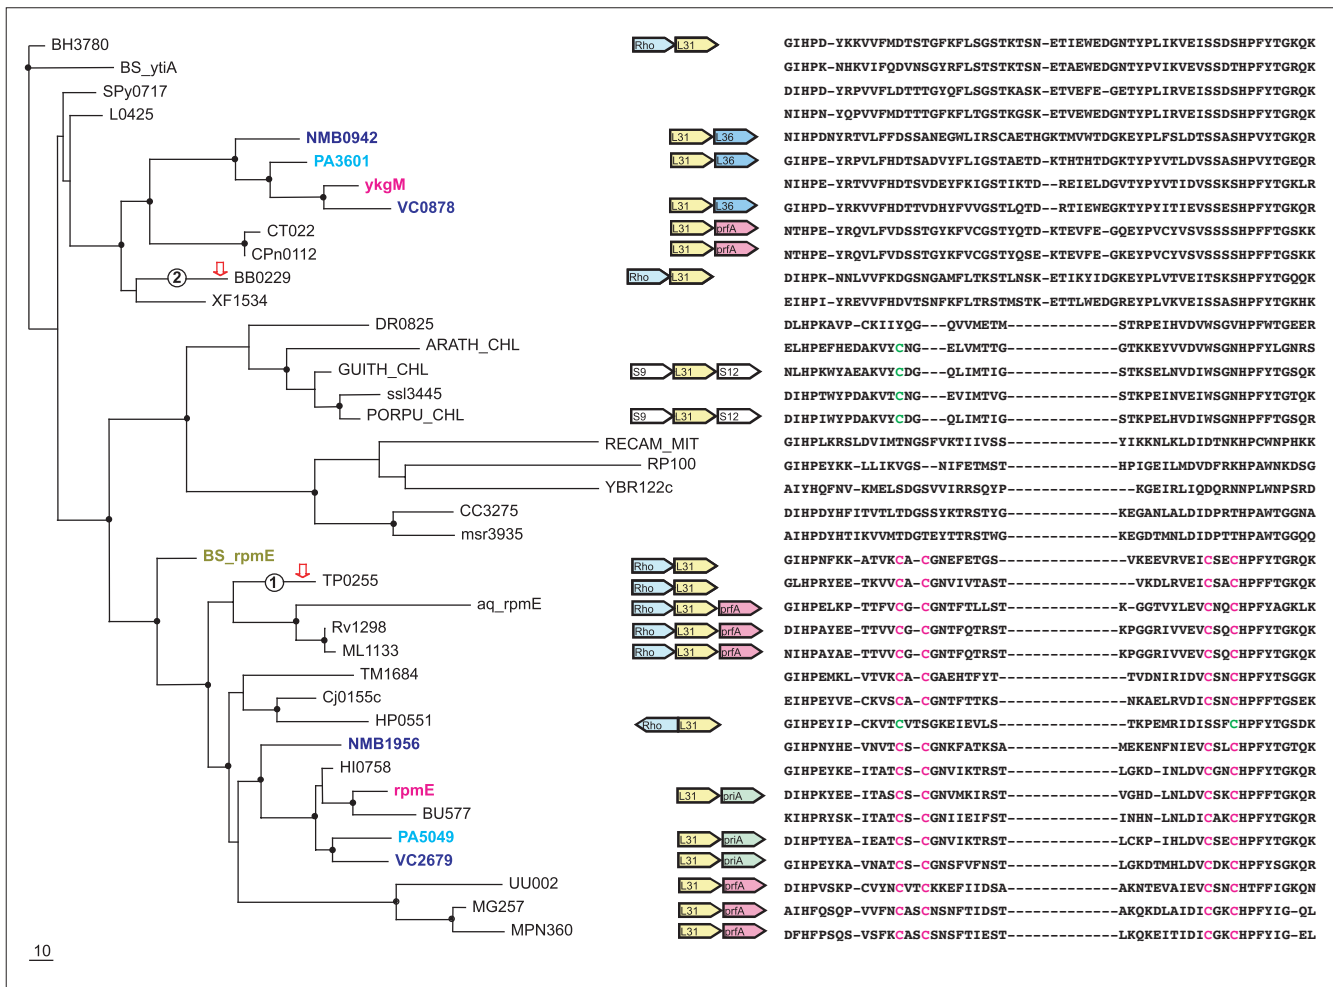 BH3780 Rho L31 GIHPD-YKKVVFMDTSTGFKFLSGSTKTSN-ETIEWEDGNTYPLIKVEISSDSHPFYTGKQK
BS_ytiA GIHPK-NHKVIFQDVNSGYRFLSTSTKTSN-ETAEWEDGNTYPVIKVEVSSDTHPFYTGRQK
SPy0717 DIHPD-YRPVVFLDTTTGYQFLSGSTKASK-ETVEFE-GETYPLIRVEISSDSHPFYTGRQK
L0425 NIHPN-YQPVVFMDTTTGFKFLTGSTKGSK-ETVEWEDGNTYPLIRVEISSDSHPFYTGRQK
NMB0942 L31 L36 NIHPDNYRTVLFFDSSANEGWLIRSCAETHGKTMVWTDGKEYPLFSLDTSSASHPVYTGKQR
PA3601 L31 L36 GIHPE-YRPVLFHDTSADVYFLIGSTAETD-KTHTHTDGKTYPYVTLDVSSASHPVYTGEQR
ykgM NIHPE-YRTVVFHDTSVDEYFKIGSTIKTD--REIELDGVTYPYVTIDVSSKSHPFYTGKLR
VC0878 L31 L36 GIHPD-YRTVVFHDTTVDHYFVVGSTLQTD--RTIEWEGKTYPYITIEVSSESHPFYTGKQR
CT022 L31 prfA NTHPE-YRQVLFVDSSTGYKFVCGSTYQTD-KTEVFE-GQEYPVCYVSVSSSSHPFFTGSKK
CPn0112 L31 prfA NTHPE-YRQVLFVDSSTGYKFVCGSTYQSE-KTEVFE-GKEYPVCYVSVSSSSHPFFTGSKK
2 BB0229 Rho L31 DIHPK-NNLVVFKDGSNGAMFLTKSTLNSK-ETIKYIDGKEYPLVTVEITSKSHPFYTGQQK
XF1534 EIHPI-YREVVFHDVTSNFKFLTRSTMSTK-ETTLWEDGREYPLVKVEISSASHPFYTGKHK
DR0825 DLHPKAVP-CKIIYQG---QVVMETM--------------STRPEIHVDVWSGVHPFWTGEER
ARATH_CHL ELHPEFHEDAKVYCNG---ELVMTTG--------------GTKKEYVVDVWSGNHPFYLGNRS
GUITH_CHL S9 L31 S12 NLHPKWYAEAKVYCDG---QLIMTIG--------------STKSELNVDIWSGNHPFYTGSQK
ssl3445 DIHPTWYPDAKVTCNG---EVIMTVG--------------STKPEINVEIWSGNHPFYTGTQK
PORPU_CHL S9 L31 S12 DIHPIWYPDAKVYCDG---QLIMTIG--------------STKPELHVDIWSGNHPFFTGSQR
RECAM_MIT GIHPLKRSLDVIMTNGSFVKTIIVSS--------------YIKKNLKLDIDTNKHPCWNPHKK
RP100 GIHPEYKK-LLIKVGS--NIFETMST--------------HPIGEILMDVDFRKHPAWNKDSG
YBR122c AIYHQFNV-KMELSDGSVVIRRSQYP---------------KGEIRLIQDQRNNPLWNPSRD
CC3275 DIHPDYHFITVTLTDGSSYKTRSTYG---------------KEGANLALDIDPRTHPAWTGGNA
msr3935 AIHPDYHTIKVVMTDGTEYTTRSTWG---------------KEGDTMNLDIDPTTHPAWTGGQQ
BS_rpmE Rho L31 GIHPNFKK-ATVKCA-CGNEFETGS---------------VKEEVRVEICSECHPFYTGRQK
1 TP0255 Rho L31 GLHPRYEE-TKVVCA-CGNVIVTAST--------------VKDLRVEICSACHPFFTGKQK
aq_rpmE Rho L31 prfA GIHPELKP-TTFVCG-CGNTFTLLST-------------K-GGTVYLEVCNQCHPFYAGKLK
Rv1298 Rho L31 prfA DIHPAYEE-TTVVCG-CGNTFQTRST-------------KPGGRIVVEVCSQCHPFYTGKQK
ML1133 Rho L31 prfA NIHPAYAE-TTVVCG-CGNTFQTRST-------------KPGGRIVVEVCSQCHPFYTGKQK
TM1684 GIHPEMKL-VTVKCA-CGAEHTFYT---------------TVDNIRIDVCSNCHPFYTSGGK
Cj0155c EIHPEYVE-CKVSCA-CGNTFTTKS---------------NKAELRVDICSNCHPFFTGKQK
HP0551 Rho L31 GIHPEYIP-CKVTCVTSGKEIEVLS---------------TKPEMRIDISSFCHPFYTGSDK
NMB1956 GIHPNYHE-VNVTCS-CGNKFATKSA-------------MEKENFNIEVCSLCHPFYTGTQK
HI0758 GIHPEYKE-ITATCS-CGNVIKTRST-------------LGKD-INLDVCGNCHPFYTGKQR
rpmE L31 priA DIHPKYEE-ITASCS-CGNVMKIRST-------------VGHD-LNLDVCSKCHPFFTGKQR
BU577 KIHPRYSK-ITATCS-CGNIIEIFST-------------INHN-LNLDICAKCHPFYTGKQR
PA5049 L31 priA DIHPTYEA-IEATCS-CGNVIKTRST-------------LCKP-IHLDVCSECHPFYTGKQK
VC2679 L31 priA GIHPEYKA-VNATCS-CGNSFVFNST-------------LGKDTMHLDVCDKCHPFYSGKQR
UU002 L31 prfA DIHPVSKP-CVYNCVTCKKEFIIDSA-------------AKNTEVAIEVCSNCHTFFIGKQN
MG257 L31 prfA AIHFQSQP-VVFNCASCNSNFTIDST-------------AKQKDLAIDICGKCHPFYIG-QL
MPN360 L31 prfA DFHFPSQS-VSFKCASCSNSFTIEST-------------LKQKEITIDICGKCHPFYIG-EL
10